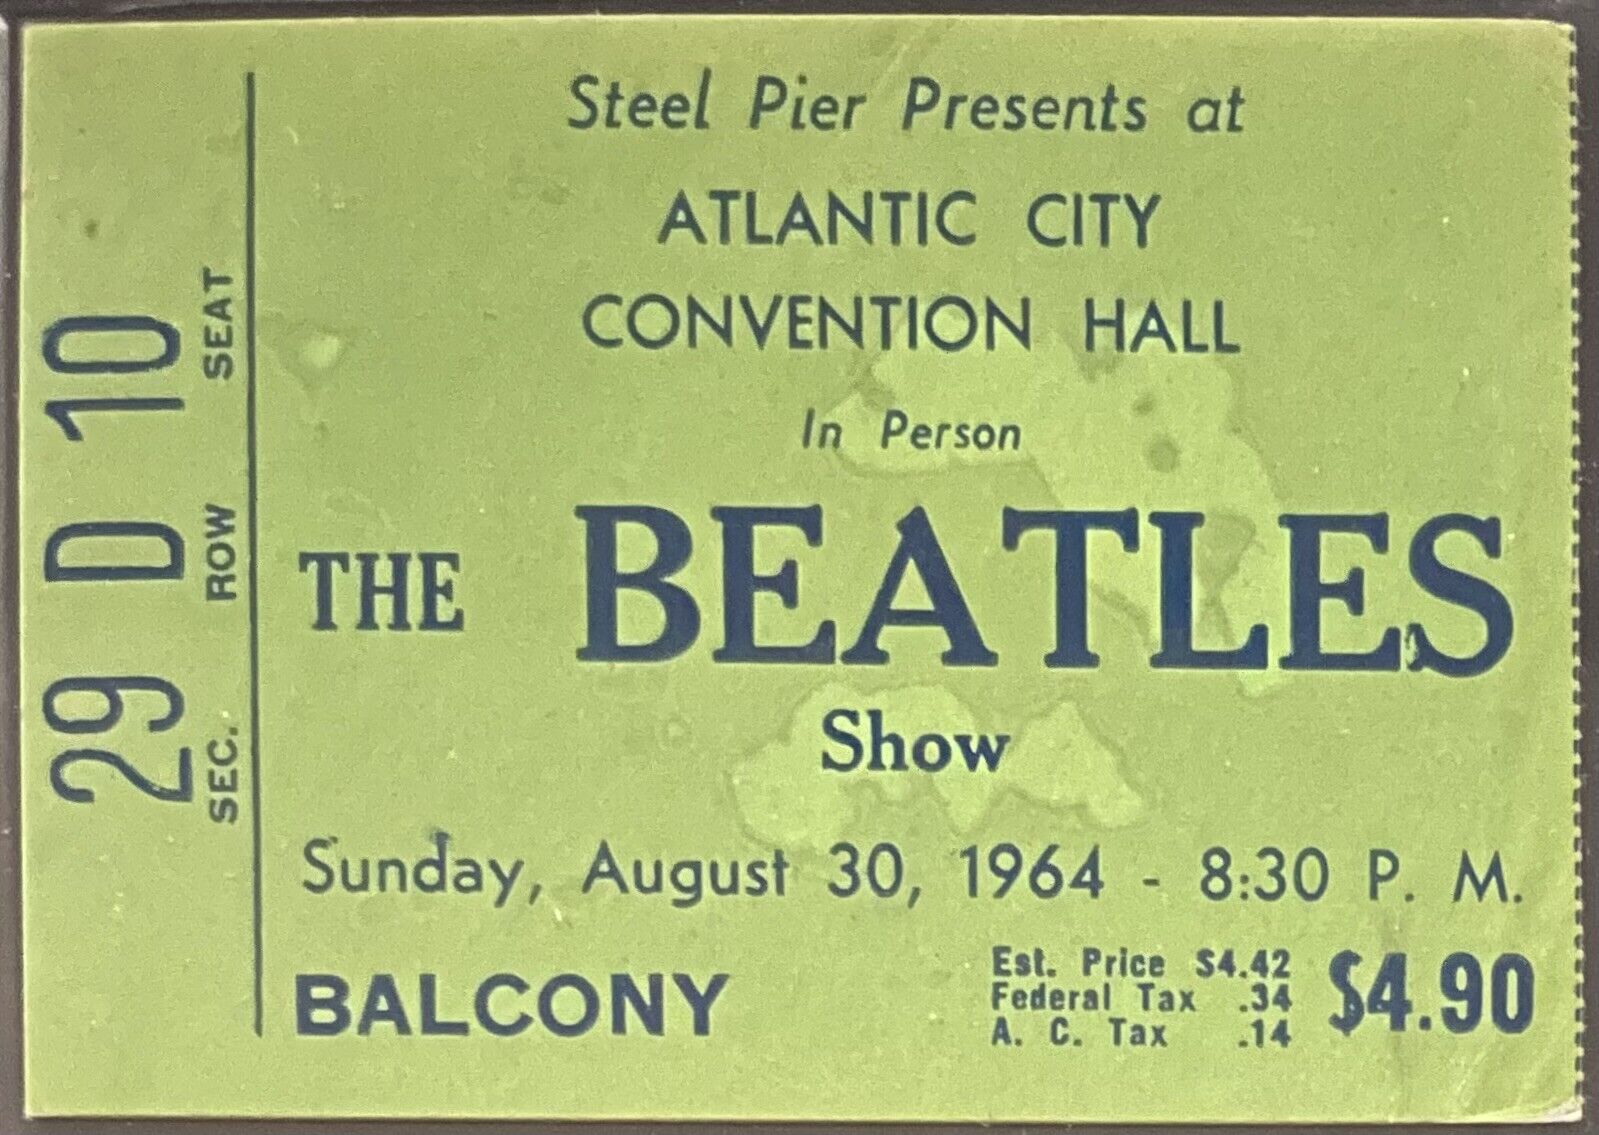 Steel Pier Presents at
ATLANTIC CITY
CONVENTION HALL
In Person
THE BEATLES
Show
Sunday, August 30, 1964 - 8:30 P. M.
BALCONY
Est. Price $4.42
Federal Tax .34
A. C. Tax .14
$4.90
29 D 10
SEC. ROW SEAT